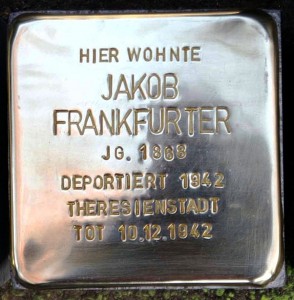 HIER WOHNTE
JAKOB
FRANKFURTER
JG. 1868
DEPORTIERT 1942
THERESIENSTADT
TOT 10.12.1942